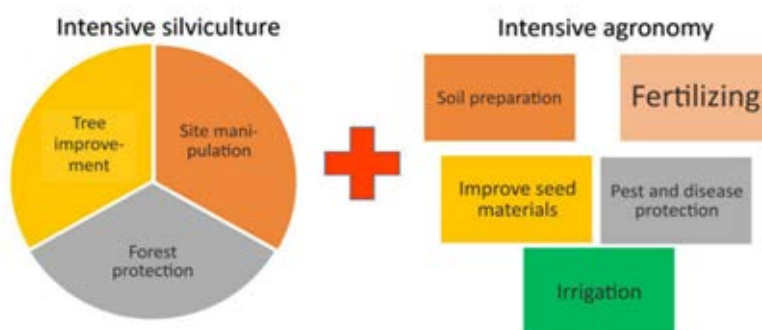 Intensive silviculture
Intensive agronomy
Tree
improve-
ment
Site mani-
pulation
Forest
protection
Soil preparation
Fertilizing
Improve seed
materials
Pest and disease
protection
Irrigation